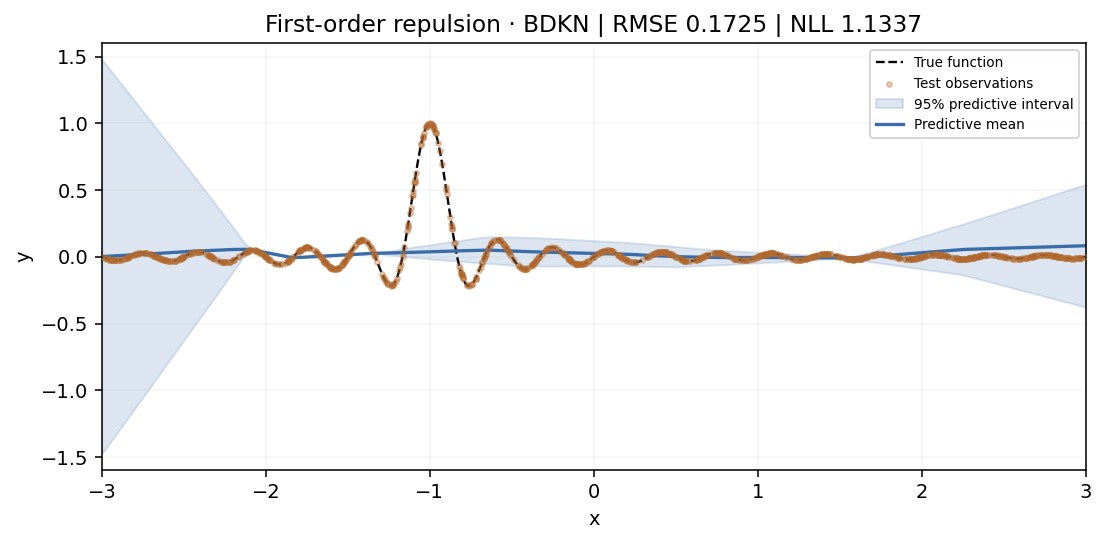 First-order repulsion · BDKN | RMSE 0.1725 | NLL 1.1337
True function
Test observations
95% predictive interval
Predictive mean
y
1.5
1.0
0.5
0.0
−0.5
−1.0
−1.5
−3
−2
−1
0
1
2
3
x